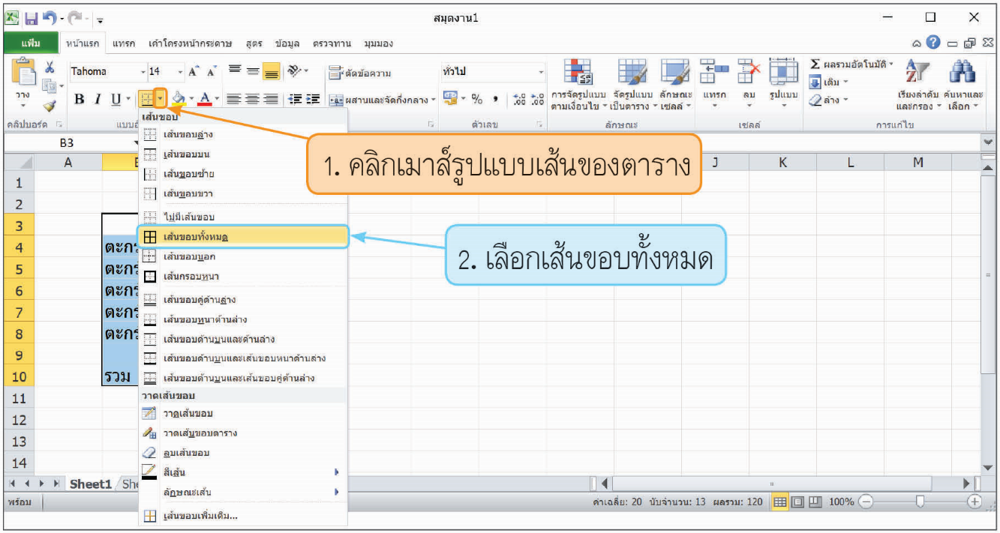 สมุดงาน1
แฟ้ม หน้าแรก แทรก เค้าโครงหน้ากระดาษ สูตร ข้อมูล ตรวจทาน มุมมอง
วาง
Tahoma 14 A A ตัดข้อความ ทั่วไป
B I U A ผสานและจัดกึ่งกลาง % , .00 .00
การจัดรูปแบบตามเงื่อนไข จัดรูปแบบเป็นตาราง ลักษณะเซลล์ แทรก ลบ รูปแบบ
Σ ผลรวมอัตโนมัติ
เติม
ล้าง
เรียงลำดับและกรอง ค้นหาและเลือก
คลิปบอร์ด ตัวเลข ลักษณะ เซลล์ การแก้ไข
B3
A J K L M
1
2
3
4 ตะกร
5 ตะกร
6 ตะกร
7 ตะกร
8 ตะกร
9
10 รวม
11
12
13
14
เส้นขอบ
เส้นขอบล่าง
เส้นขอบบน
เส้นขอบซ้าย
เส้นขอบขวา
ไม่มีเส้นขอบ
เส้นขอบทั้งหมด
เส้นขอบนอก
เส้นกรอบหนา
เส้นขอบคู่ด้านล่าง
เส้นขอบหนาด้านล่าง
เส้นขอบด้านบนและด้านล่าง
เส้นขอบด้านบนและเส้นขอบหนาด้านล่าง
เส้นขอบด้านบนและเส้นขอบคู่ด้านล่าง
วาดเส้นขอบ
วาดเส้นขอบ
วาดเส้นขอบตาราง
ลบเส้นขอบ
สีเส้น
ลักษณะเส้น
เส้นขอบเพิ่มเติม...
1. คลิกเมาส์รูปแบบเส้นของตาราง
2. เลือกเส้นขอบทั้งหมด
Sheet1
พร้อม ค่าเฉลี่ย: 20 นับจำนวน: 13 ผลรวม: 120 100%